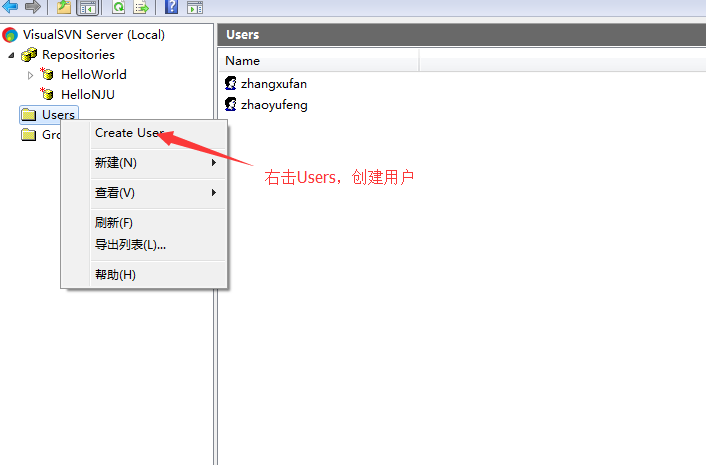 VisualSVN Server (Local)
Repositories
HelloWorld
HelloNJU
Users
Users
Name
zhangxufan
zhaoyufeng
Create User
新建(N)
查看(V)
刷新(F)
导出列表(L)...
帮助(H)
右击Users，创建用户